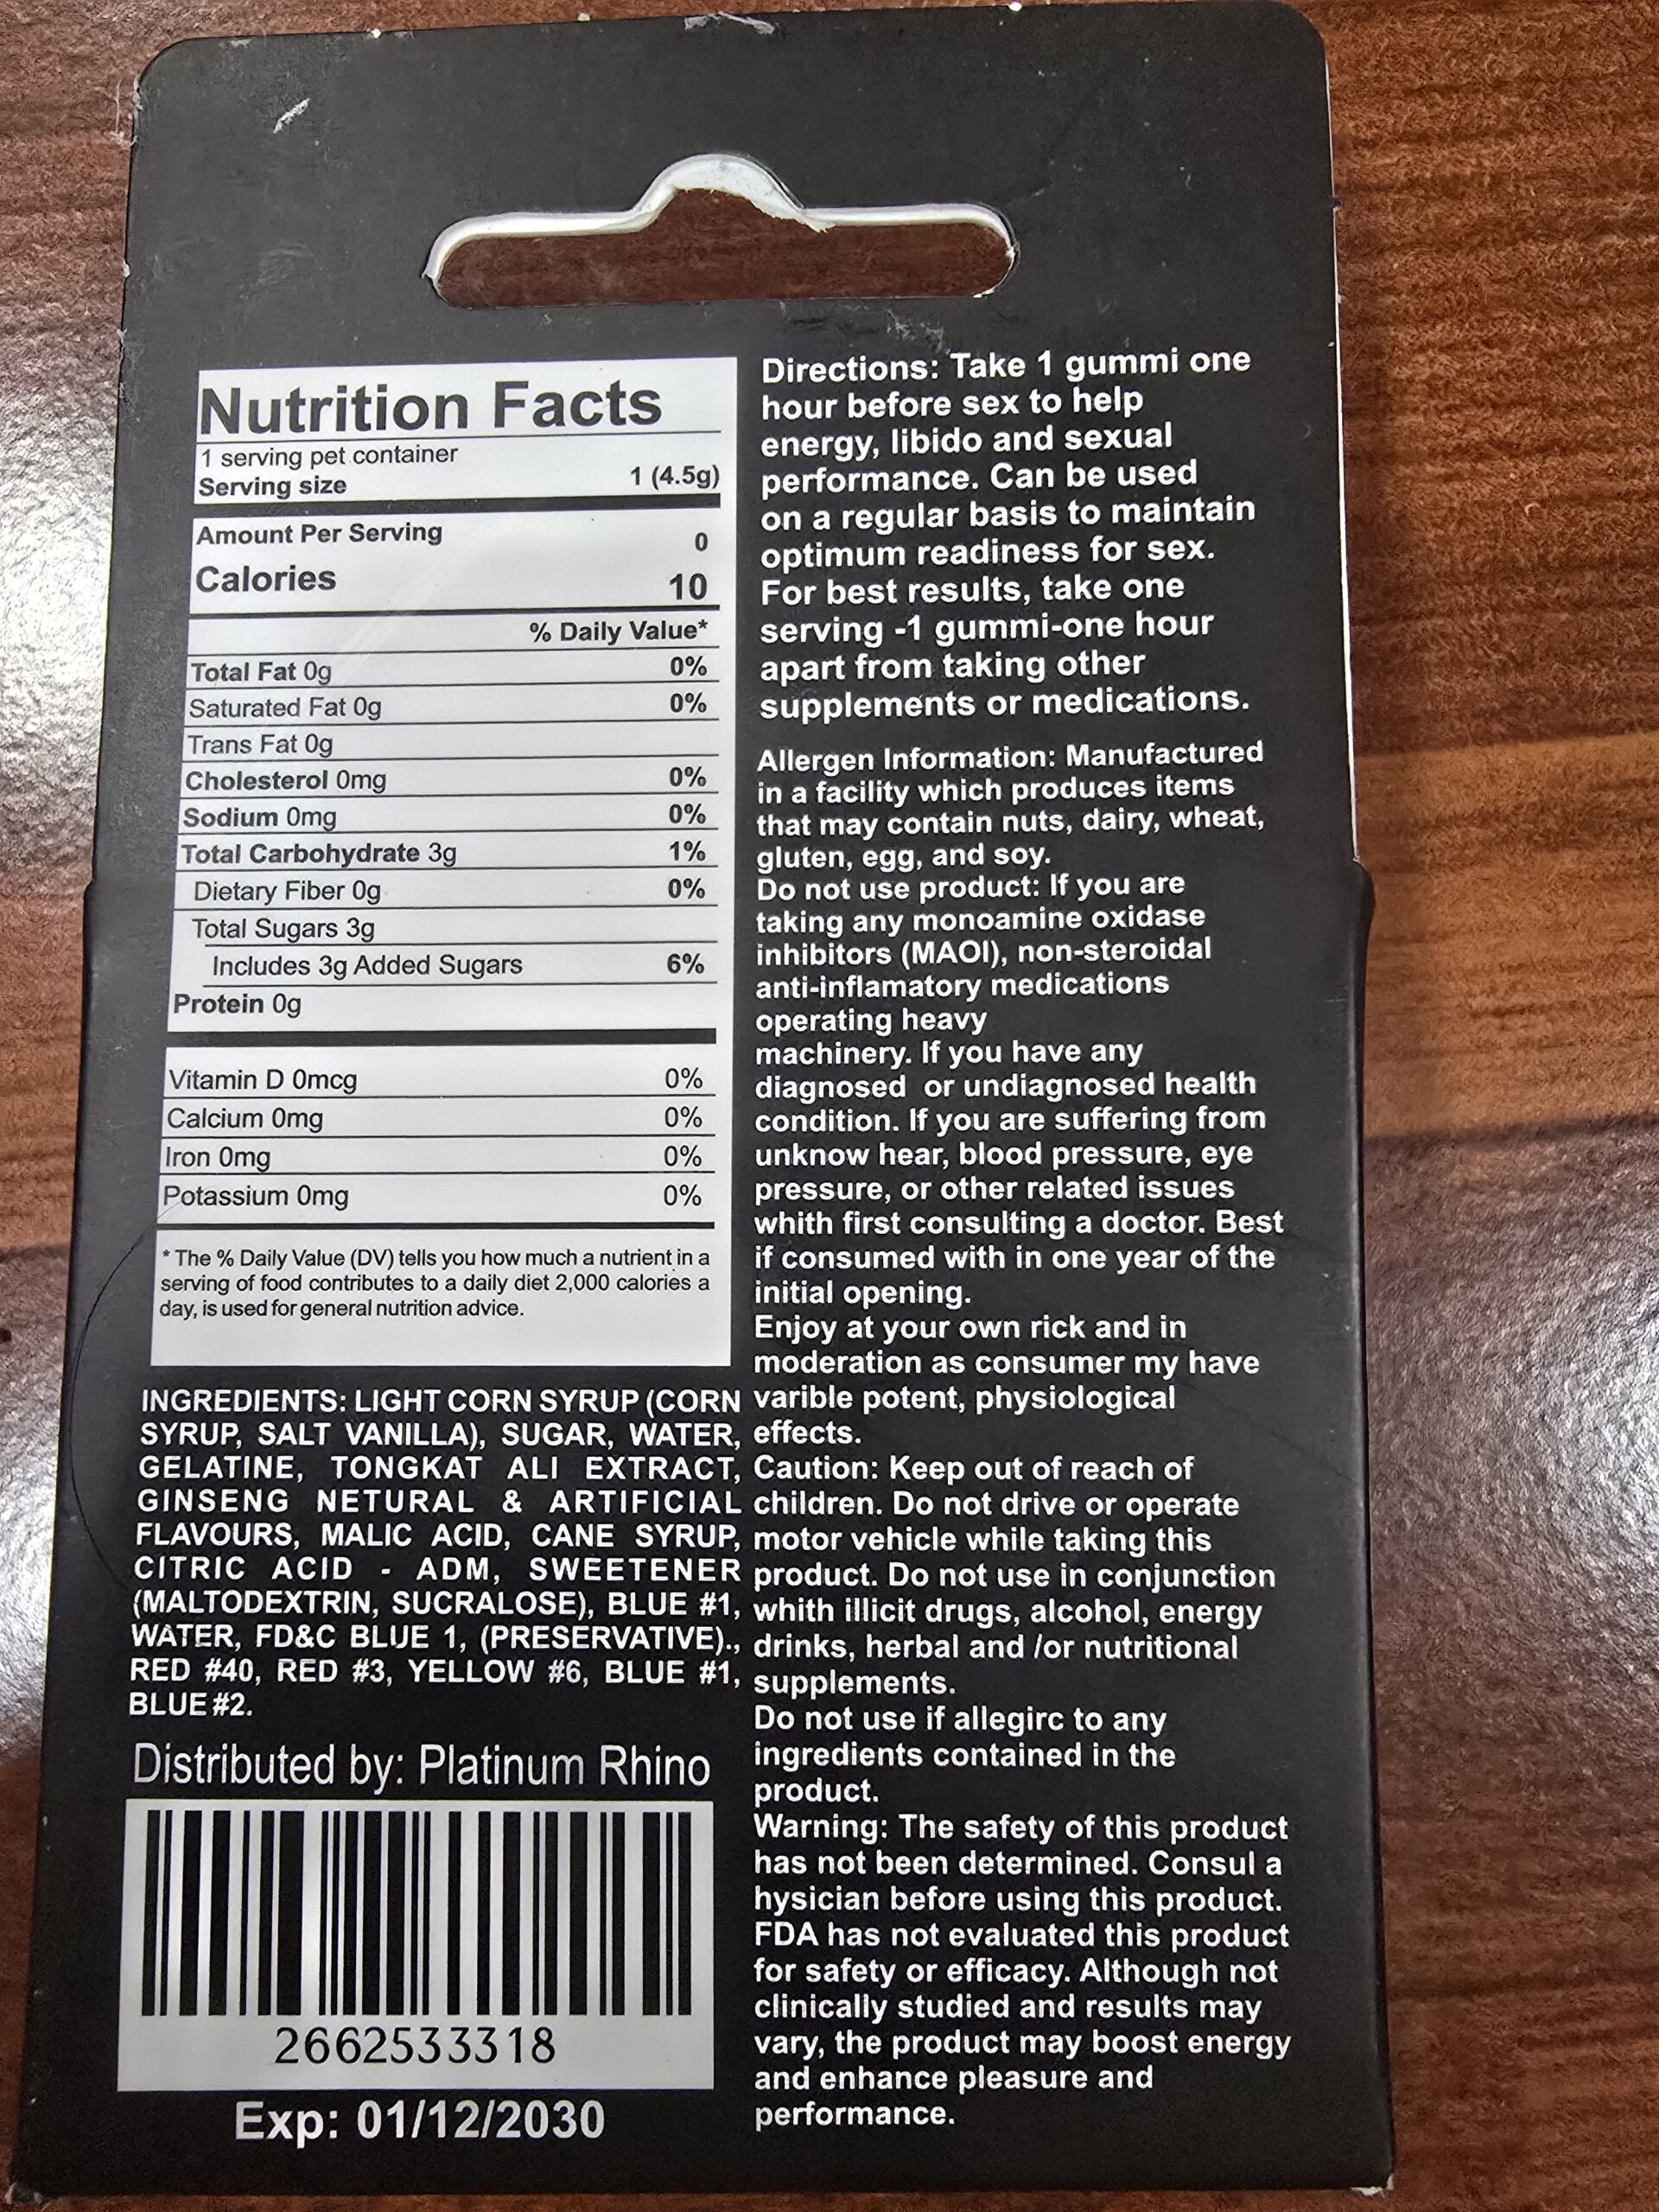 Nutrition Facts
1 serving pet container
Serving size 1 (4.5g)
Amount Per Serving 0
Calories 10
% Daily Value*
Total Fat 0g 0%
Saturated Fat 0g 0%
Trans Fat 0g
Cholesterol 0mg 0%
Sodium 0mg 0%
Total Carbohydrate 3g 1%
Dietary Fiber 0g 0%
Total Sugars 3g
Includes 3g Added Sugars 6%
Protein 0g
Vitamin D 0mcg 0%
Calcium 0mg 0%
Iron 0mg 0%
Potassium 0mg 0%
* The % Daily Value (DV) tells you how much a nutrient in a
serving of food contributes to a daily diet 2,000 calories a
day, is used for general nutrition advice.
INGREDIENTS: LIGHT CORN SYRUP (CORN
SYRUP, SALT VANILLA), SUGAR, WATER,
GELATINE, TONGKAT ALI EXTRACT,
GINSENG NETURAL & ARTIFICIAL
FLAVOURS, MALIC ACID, CANE SYRUP,
CITRIC ACID - ADM, SWEETENER
(MALTODEXTRIN, SUCRALOSE), BLUE #1,
WATER, FD&C BLUE 1, (PRESERVATIVE).,
RED #40, RED #3, YELLOW #6, BLUE #1,
BLUE #2.
Distributed by: Platinum Rhino
2662533318
Exp: 01/12/2030
Directions: Take 1 gummi one
hour before sex to help
energy, libido and sexual
performance. Can be used
on a regular basis to maintain
optimum readiness for sex.
For best results, take one
serving -1 gummi-one hour
apart from taking other
supplements or medications.
Allergen Information: Manufactured
in a facility which produces items
that may contain nuts, dairy, wheat,
gluten, egg, and soy.
Do not use product: If you are
taking any monoamine oxidase
inhibitors (MAOI), non-steroidal
anti-inflamatory medications
operating heavy
machinery. If you have any
diagnosed or undiagnosed health
condition. If you are suffering from
unknow hear, blood pressure, eye
pressure, or other related issues
whith first consulting a doctor. Best
if consumed with in one year of the
initial opening.
Enjoy at your own rick and in
moderation as consumer my have
varible potent, physiological
effects.
Caution: Keep out of reach of
children. Do not drive or operate
motor vehicle while taking this
product. Do not use in conjunction
whith illicit drugs, alcohol, energy
drinks, herbal and /or nutritional
supplements.
Do not use if allegirc to any
ingredients contained in the
product.
Warning: The safety of this product
has not been determined. Consul a
hysician before using this product.
FDA has not evaluated this product
for safety or efficacy. Although not
clinically studied and results may
vary, the product may boost energy
and enhance pleasure and
performance.